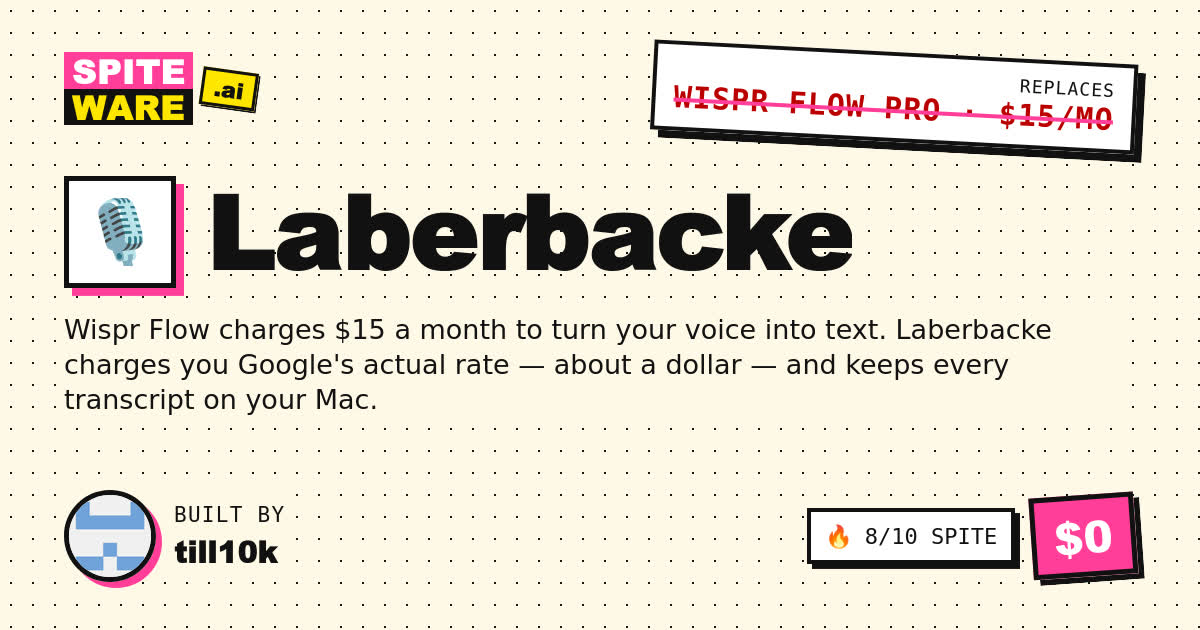 SPITE
WARE
.ai
REPLACES
WISPR FLOW PRO · $15/MO
Laberbacke
Wispr Flow charges $15 a month to turn your voice into text. Laberbacke
charges you Google's actual rate — about a dollar — and keeps every
transcript on your Mac.
BUILT BY
till10k
8/10 SPITE
$0